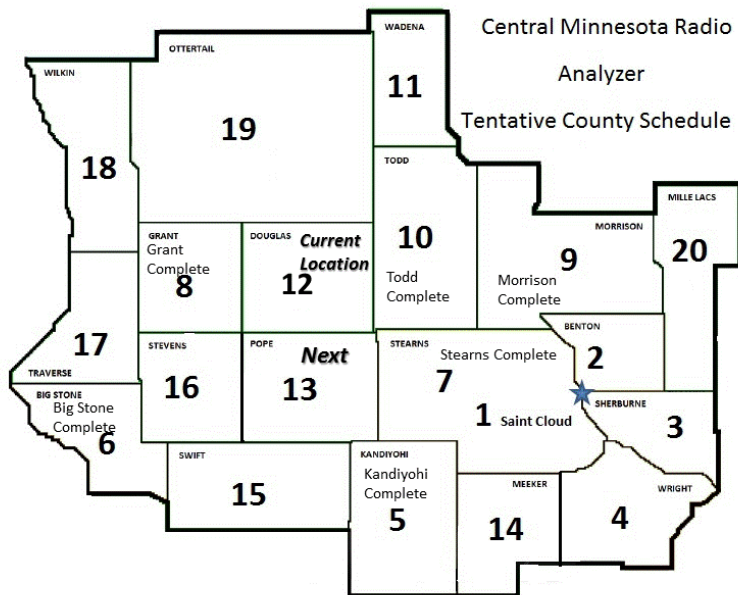 Central Minnesota Radio
Analyzer
Tentative County Schedule
WADENA
11
OTTERTAIL
19
WILKIN
18
TODD
10
Todd
Complete
MORRISON
9
Morrison
Complete
MILLE LACS
20
GRANT
Grant
Complete
8
DOUGLAS
Current
Location
12
BENTON
2
TRAVERSE
17
STEVENS
16
POPE
Next
13
STEARNS
Stearns Complete
7
1 Saint Cloud
SHERBURNE
3
BIG STONE
Big Stone
Complete
6
SWIFT
15
KANDIYOHI
Kandiyohi
Complete
5
MEEKER
14
WRIGHT
4